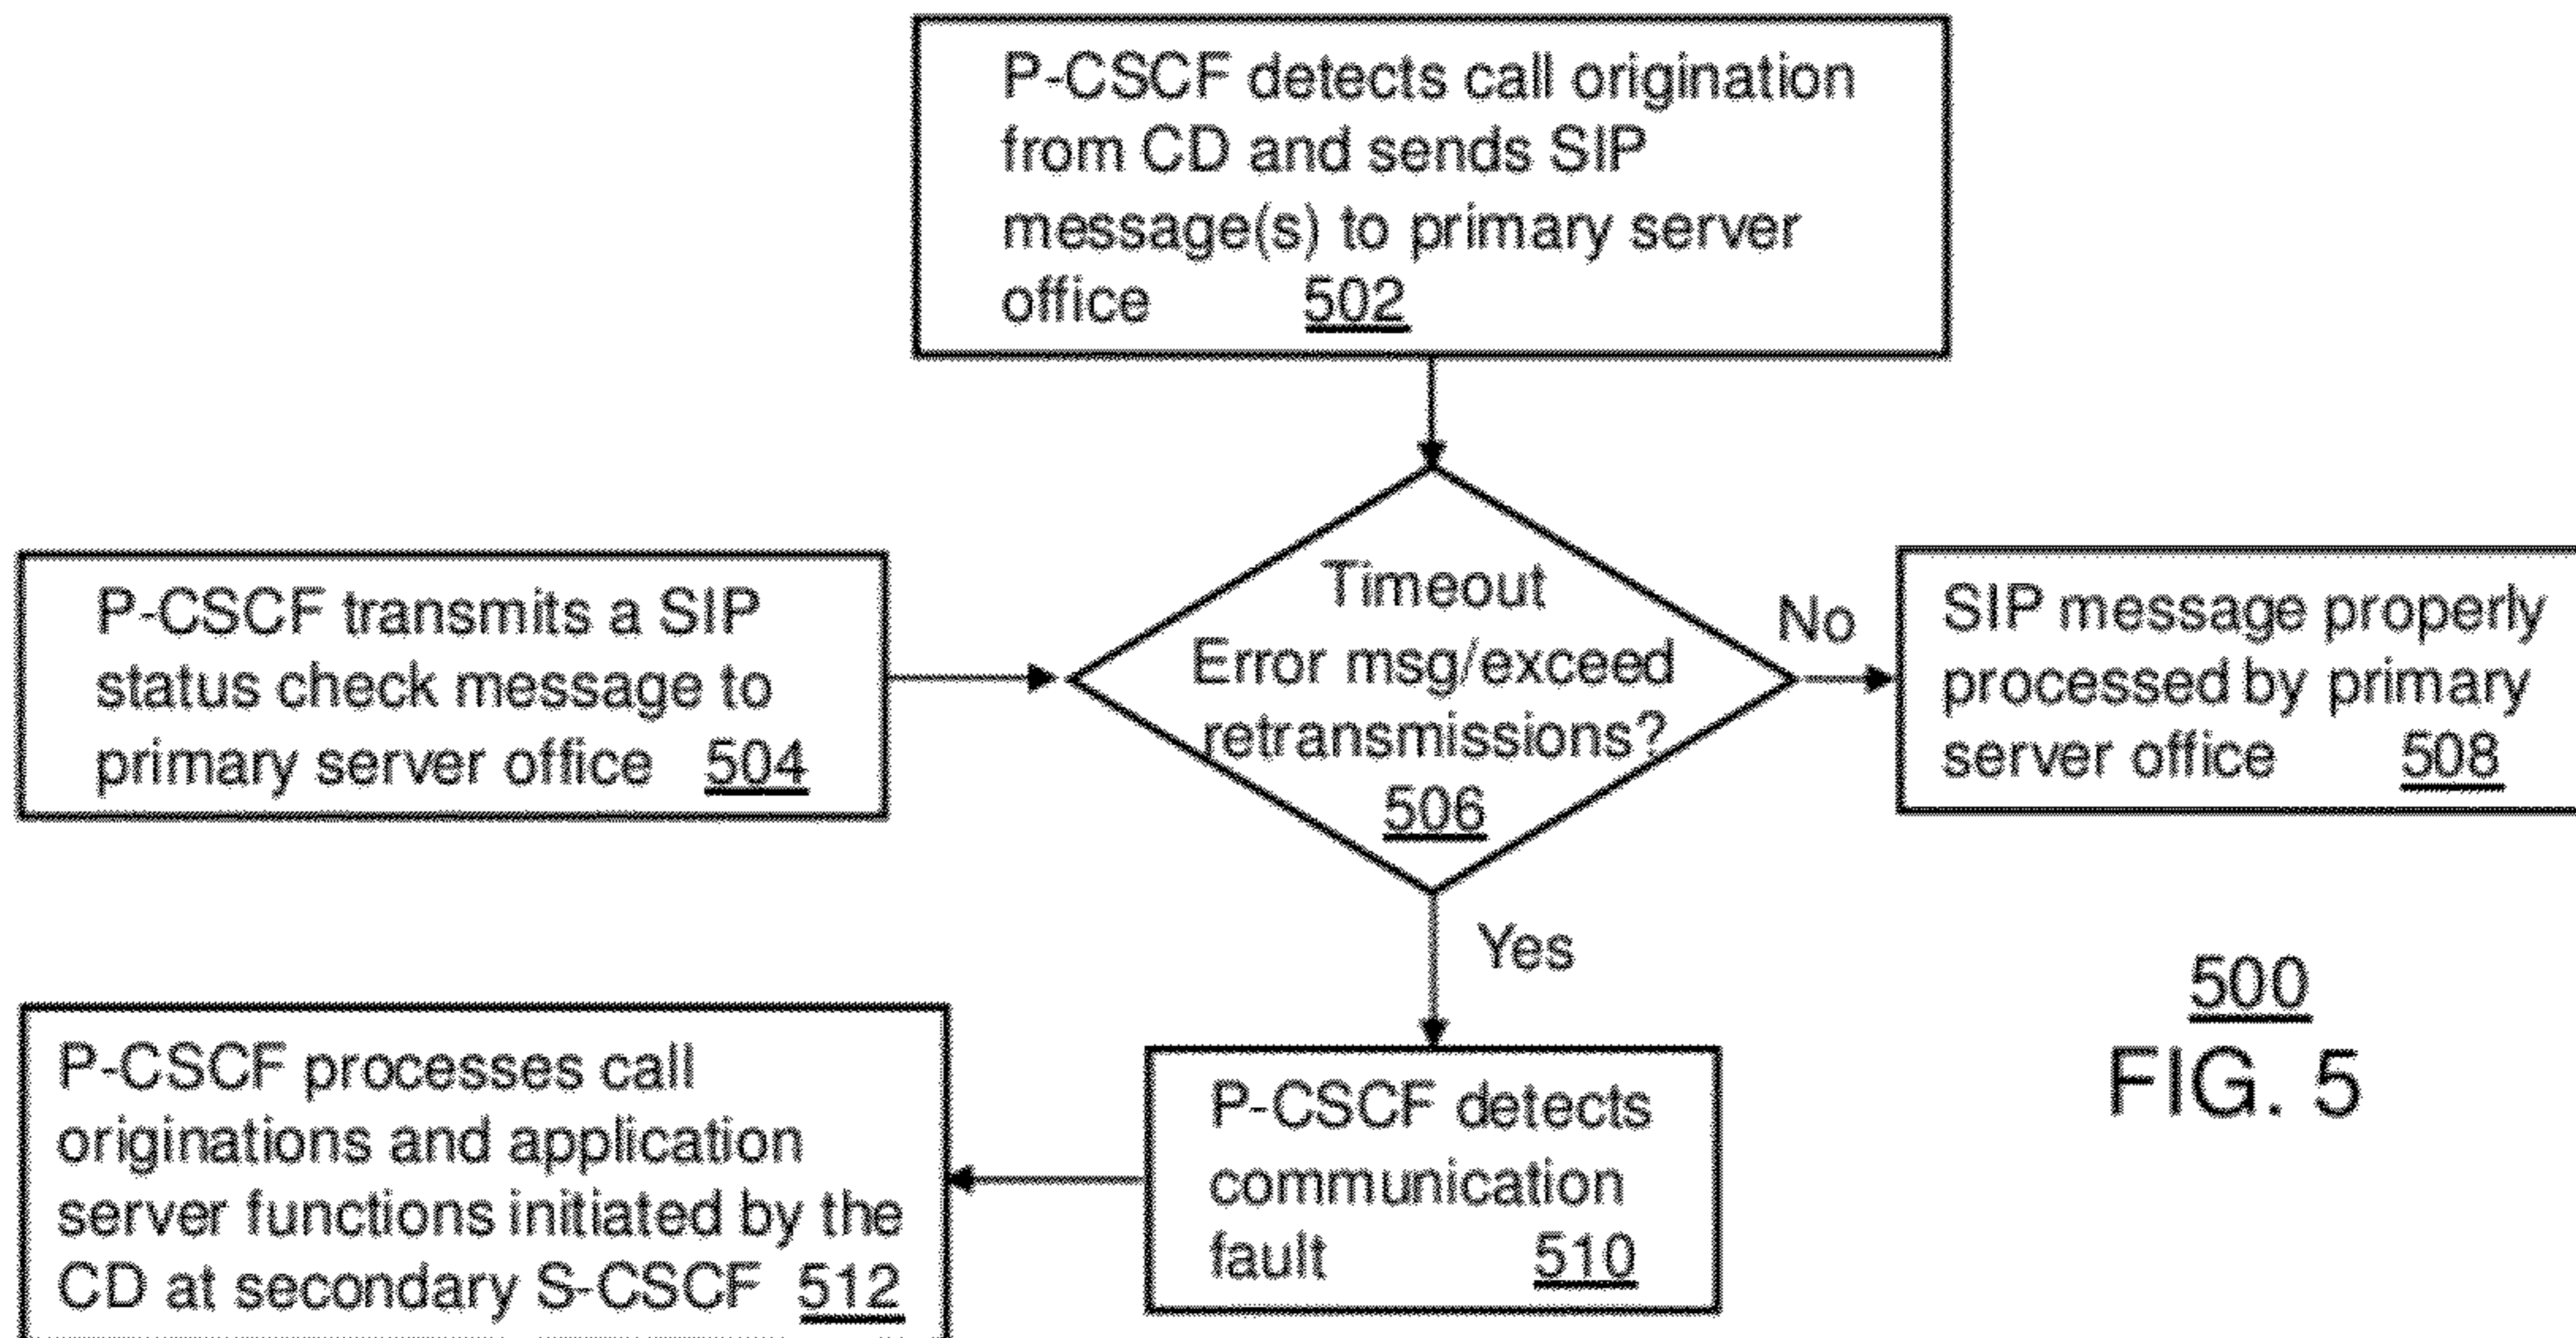 P-CSCF detects call origination
from CD and sends SIP
message(s) to primary server
office 502
P-CSCF transmits a SIP
status check message to
primary server office 504
Timeout
Error msg/exceed
retransmissions?
506
No
SIP message properly
processed by primary
server office 508
Yes
P-CSCF detects
communication
fault 510
P-CSCF processes call
originations and application
server functions initiated by the
CD at secondary S-CSCF 512
500
FIG. 5